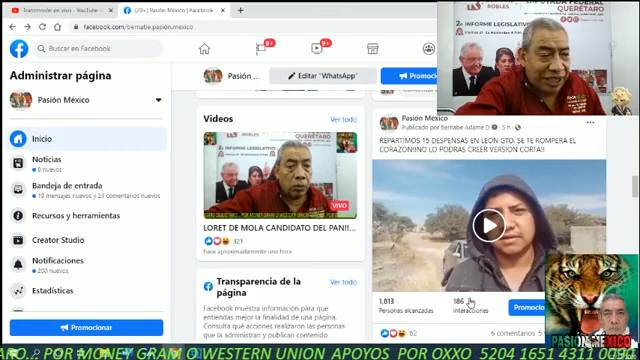 Transmisión en vivo - YouTube
(29+) Pasión México | Facebook
facebook.com/bernabe.pasion.mexico
Buscar en Facebook
9+
9+
ROBLES
DIPUTADA FEDERAL
QUERÉTARO
2º INFORME LEGISLATIVO
Administrar página
Pasión México
Inicio
Noticias
6 nuevos
Bandeja de entrada
19 mensajes nuevos y 21 comentarios nuevos
Recursos y herramientas
Creator Studio
Notificaciones
200 nuevos
Estadísticas
Promocionar
Pasión ...
Editar "WhatsApp"
Promocionar
Videos
Ver todo
QUERÉTARO
2º INFORME LEGISLATIVO
VIVO
LORET DE MOLA CANDIDATO DEL PAN!!...
321
hace aproximadamente una hora
Transparencia de la
página
Ver todo
Facebook muestra información para que
entiendas mejor la finalidad de una página.
Consulta qué acciones realizaron las personas
que la administran y publican contenido.
Pasión México
Publicado por Bernabe Adame D
5 h
REPARTIMOS 15 DESPENSAS EN LEON GTO. SE TE ROMPERA EL
CORAZON!!NO LO PODRAS CREER VERSION CORTA!!
1,813
Personas alcanzadas
186
Interacciones
62
6 comentarios
PASIÓN MÉXICO
POR MONEY GRAM O WESTERN UNION APOYOS POR OXXO 5204 1651 4311